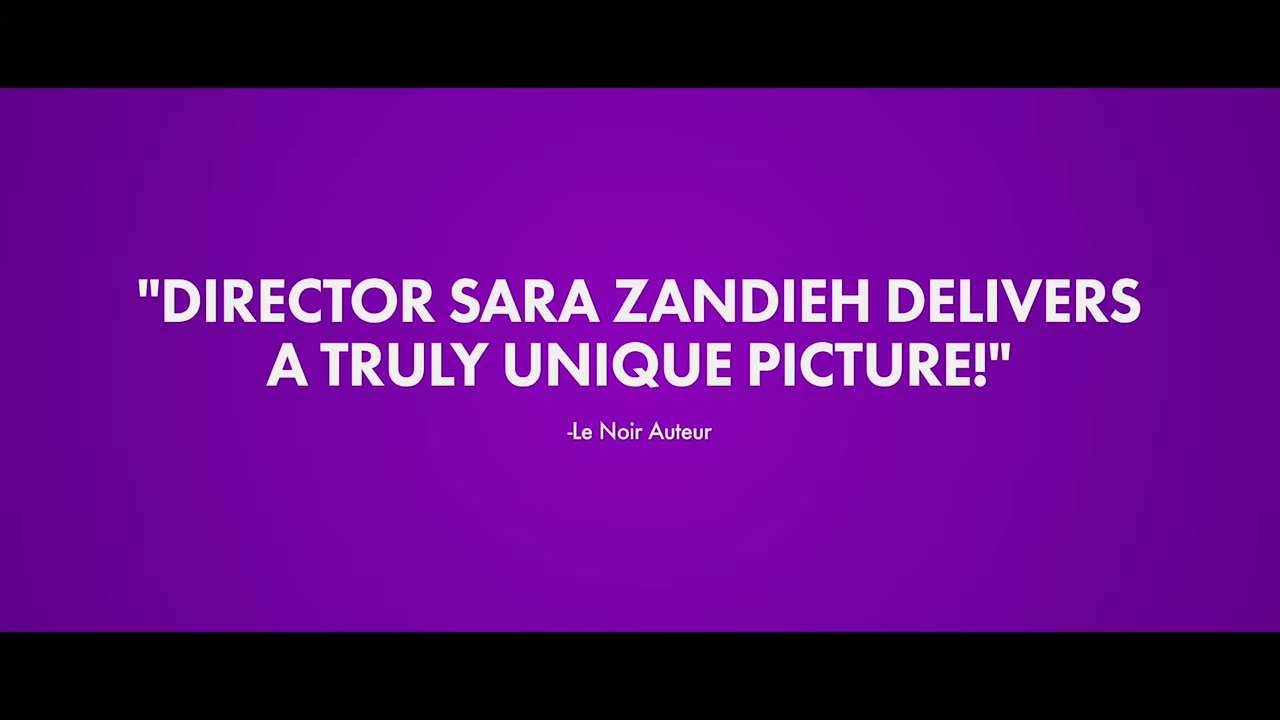 "DIRECTOR SARA ZANDIEH DELIVERS
A TRULY UNIQUE PICTURE!"
-Le Noir Auteur